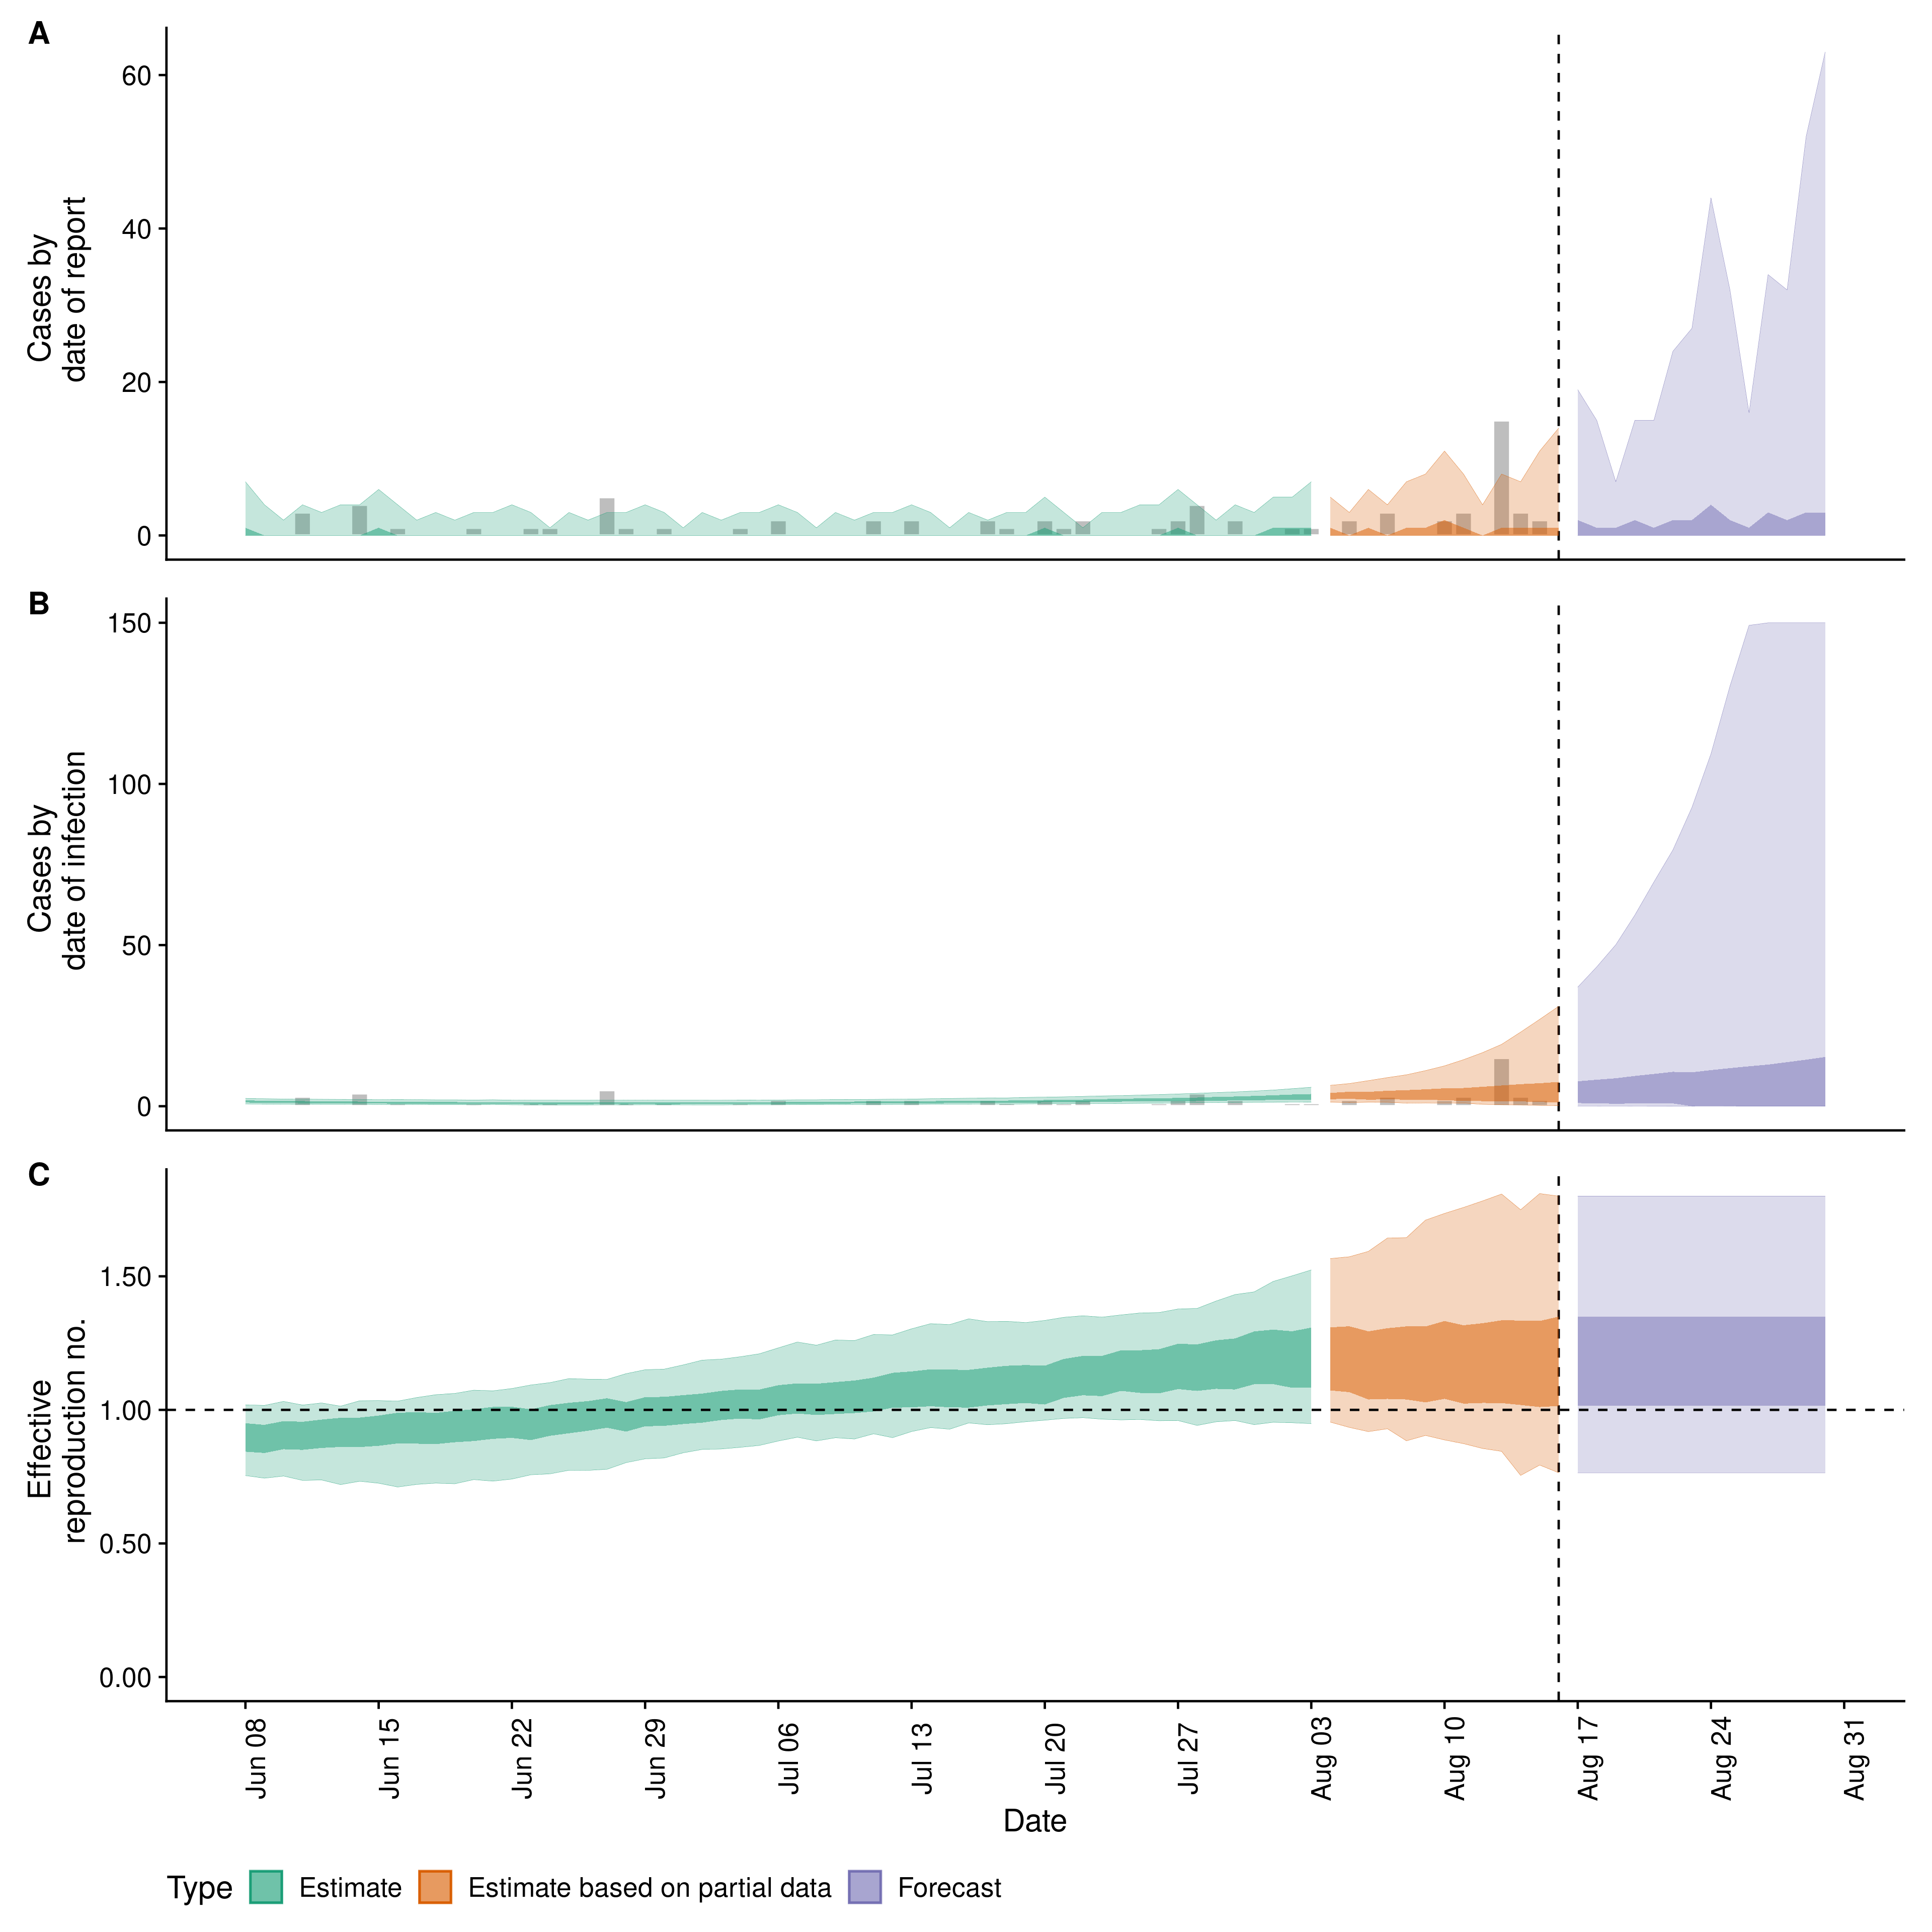 A
Cases by
date of report
60
40
20
0
B
Cases by
date of infection
150
100
50
0
C
Effective
reproduction no.
1.50
1.00
0.50
0.00
Jun 08
Jun 15
Jun 22
Jun 29
Jul 06
Jul 13
Jul 20
Jul 27
Aug 03
Aug 10
Aug 17
Aug 24
Aug 31
Date
Type Estimate Estimate based on partial data Forecast